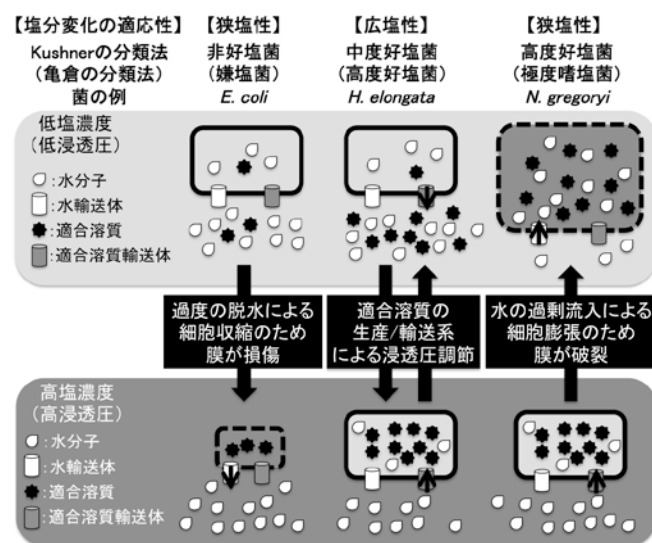 【塩分変化の適応性】
Kushnerの分類法
(亀倉の分類法)
菌の例
【狭塩性】
非好塩菌
(嫌塩菌)
E. coli
【広塩性】
中度好塩菌
(高度好塩菌)
H. elongata
【狭塩性】
高度好塩菌
(極度嗜塩菌)
N. gregoryi
低塩濃度
(低浸透圧)
:水分子
:水輸送体
:適合溶質
:適合溶質輸送体
過度の脱水による
細胞収縮のため
膜が損傷
適合溶質の
生産/輸送系
による浸透圧調節
水の過剰流入による
細胞膨張のため
膜が破裂
高塩濃度
(高浸透圧)
:水分子
:水輸送体
:適合溶質
:適合溶質輸送体